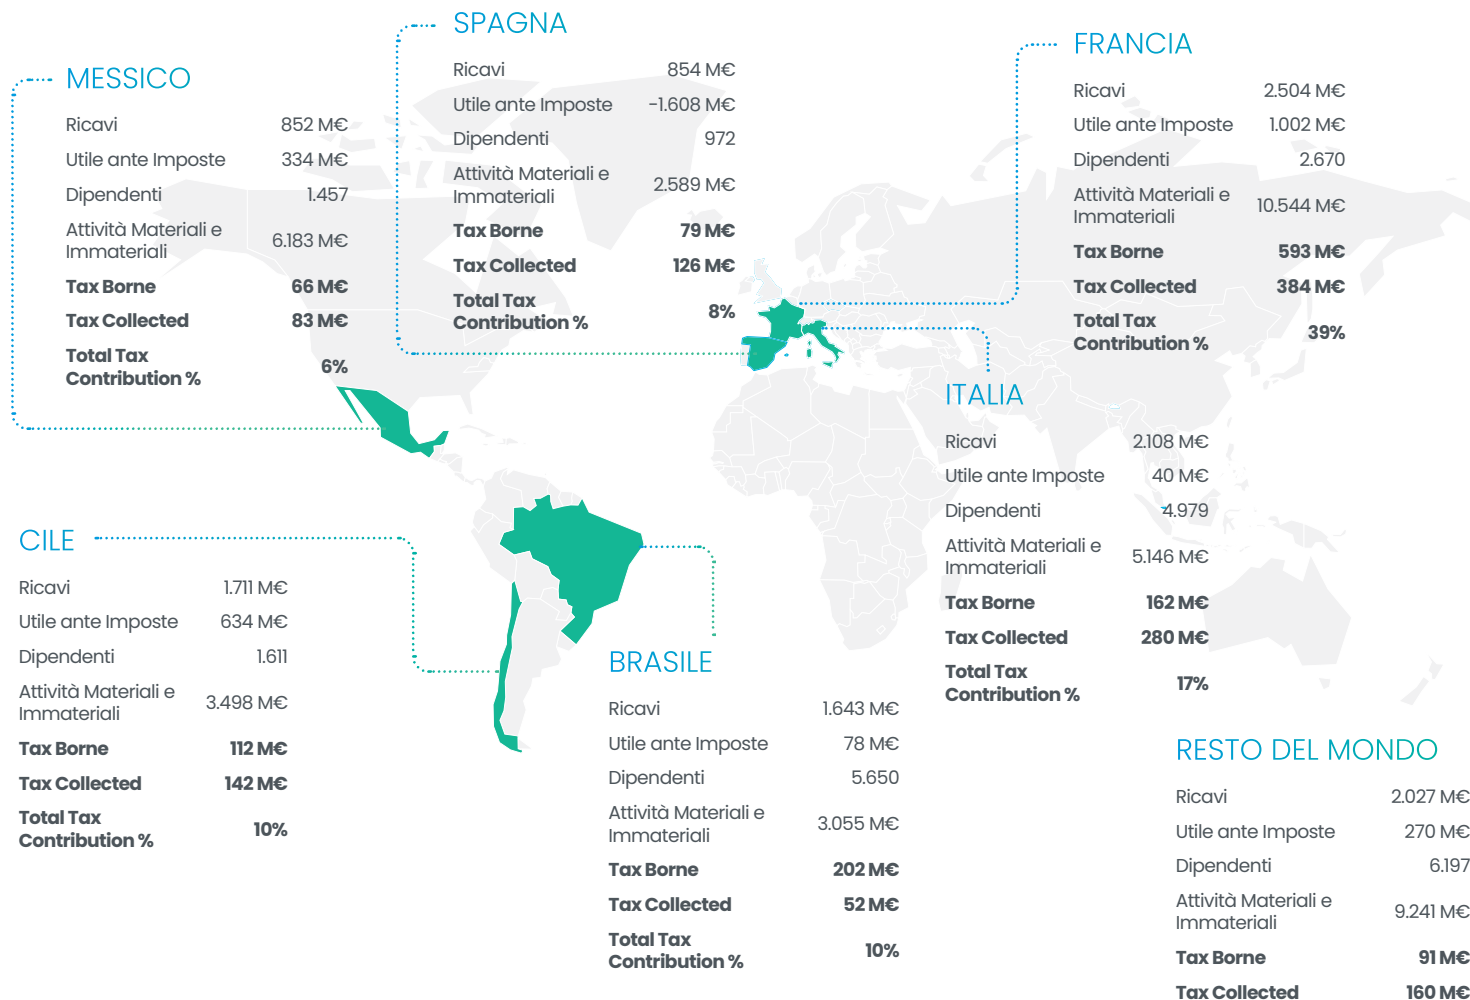 SPAGNA
Ricavi 854 M€
Utile ante Imposte -1.608 M€
Dipendenti 972
Attività Materiali e
Immateriali 2.589 M€
Tax Borne 79 M€
Tax Collected 126 M€
Total Tax
Contribution % 8%
FRANCIA
Ricavi 2.504 M€
Utile ante Imposte 1.002 M€
Dipendenti 2.670
Attività Materiali e
Immateriali 10.544 M€
Tax Borne 593 M€
Tax Collected 384 M€
Total Tax
Contribution % 39%
MESSICO
Ricavi 852 M€
Utile ante Imposte 334 M€
Dipendenti 1.457
Attività Materiali e
Immateriali 6.183 M€
Tax Borne 66 M€
Tax Collected 83 M€
Total Tax
Contribution % 6%
ITALIA
Ricavi 2.108 M€
Utile ante Imposte 40 M€
Dipendenti 4.979
Attività Materiali e
Immateriali 5.146 M€
Tax Borne 162 M€
Tax Collected 280 M€
Total Tax
Contribution % 17%
CILE
Ricavi 1.711 M€
Utile ante Imposte 634 M€
Dipendenti 1.611
Attività Materiali e
Immateriali 3.498 M€
Tax Borne 112 M€
Tax Collected 142 M€
Total Tax
Contribution % 10%
BRASILE
Ricavi 1.643 M€
Utile ante Imposte 78 M€
Dipendenti 5.650
Attività Materiali e
Immateriali 3.055 M€
Tax Borne 202 M€
Tax Collected 52 M€
Total Tax
Contribution % 10%
RESTO DEL MONDO
Ricavi 2.027 M€
Utile ante Imposte 270 M€
Dipendenti 6.197
Attività Materiali e
Immateriali 9.241 M€
Tax Borne 91 M€
Tax Collected 160 M€